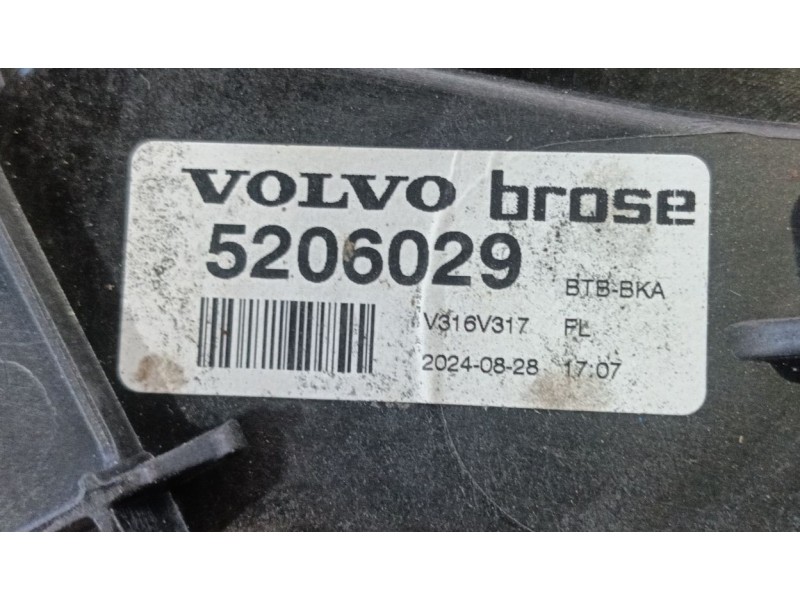 VOLVO brose
5206029 BTB-BKA
V316V317 FL
2024-08-28 17:07